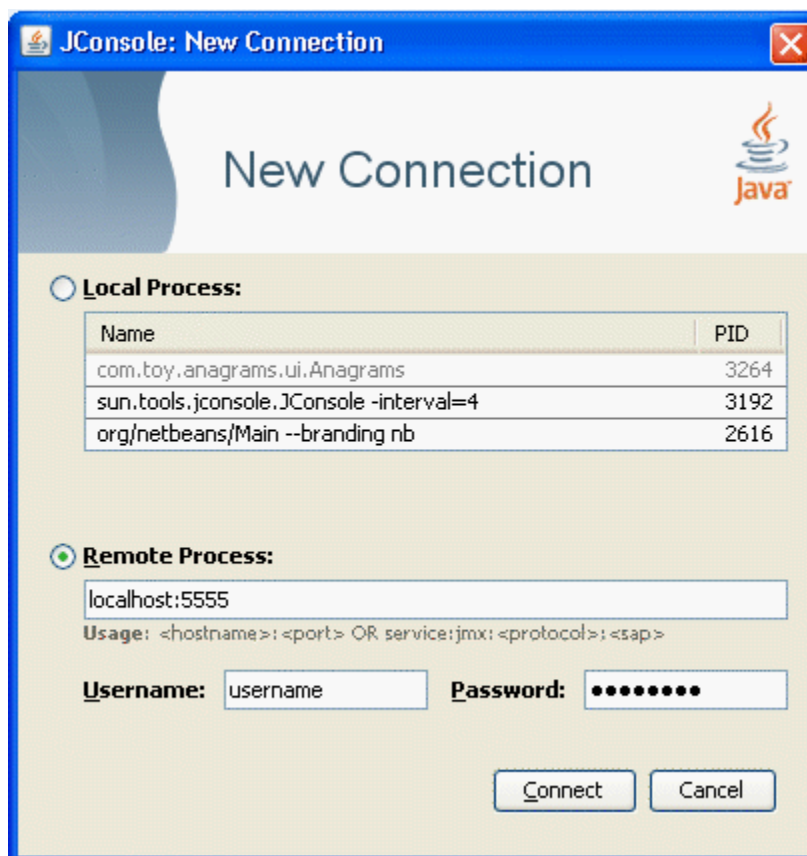 JConsole: New Connection
New Connection
Java
Local Process:
Name PID
com.toy.anagrams.ui.Anagrams 3264
sun.tools.jconsole.JConsole -interval=4 3192
org/netbeans/Main --branding nb 2616
Remote Process:
localhost:5555
Usage: <hostname>:<port> OR service:jmx:<protocol>:<sap>
Username: username Password: ••••••••
Connect Cancel